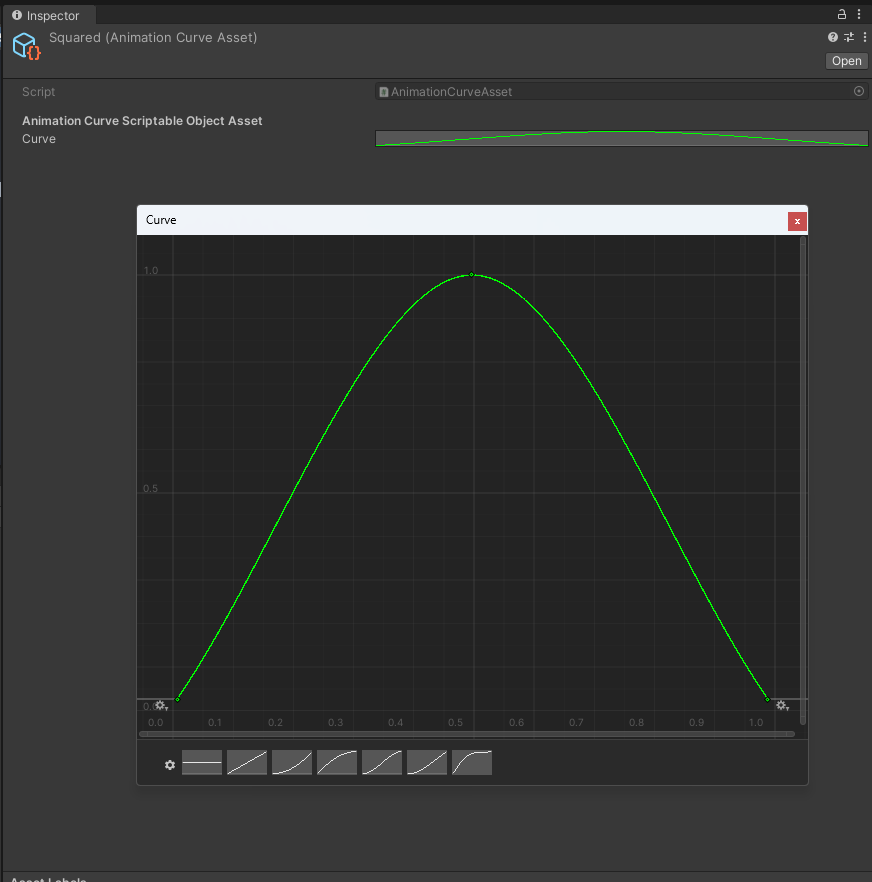 Inspector
Squared (Animation Curve Asset)
Open
Script
AnimationCurveAsset
Animation Curve Scriptable Object Asset
Curve
Curve
x
1.0
0.5
0.0
0.0 0.1 0.2 0.3 0.4 0.5 0.6 0.7 0.8 0.9 1.0
Asset Labels